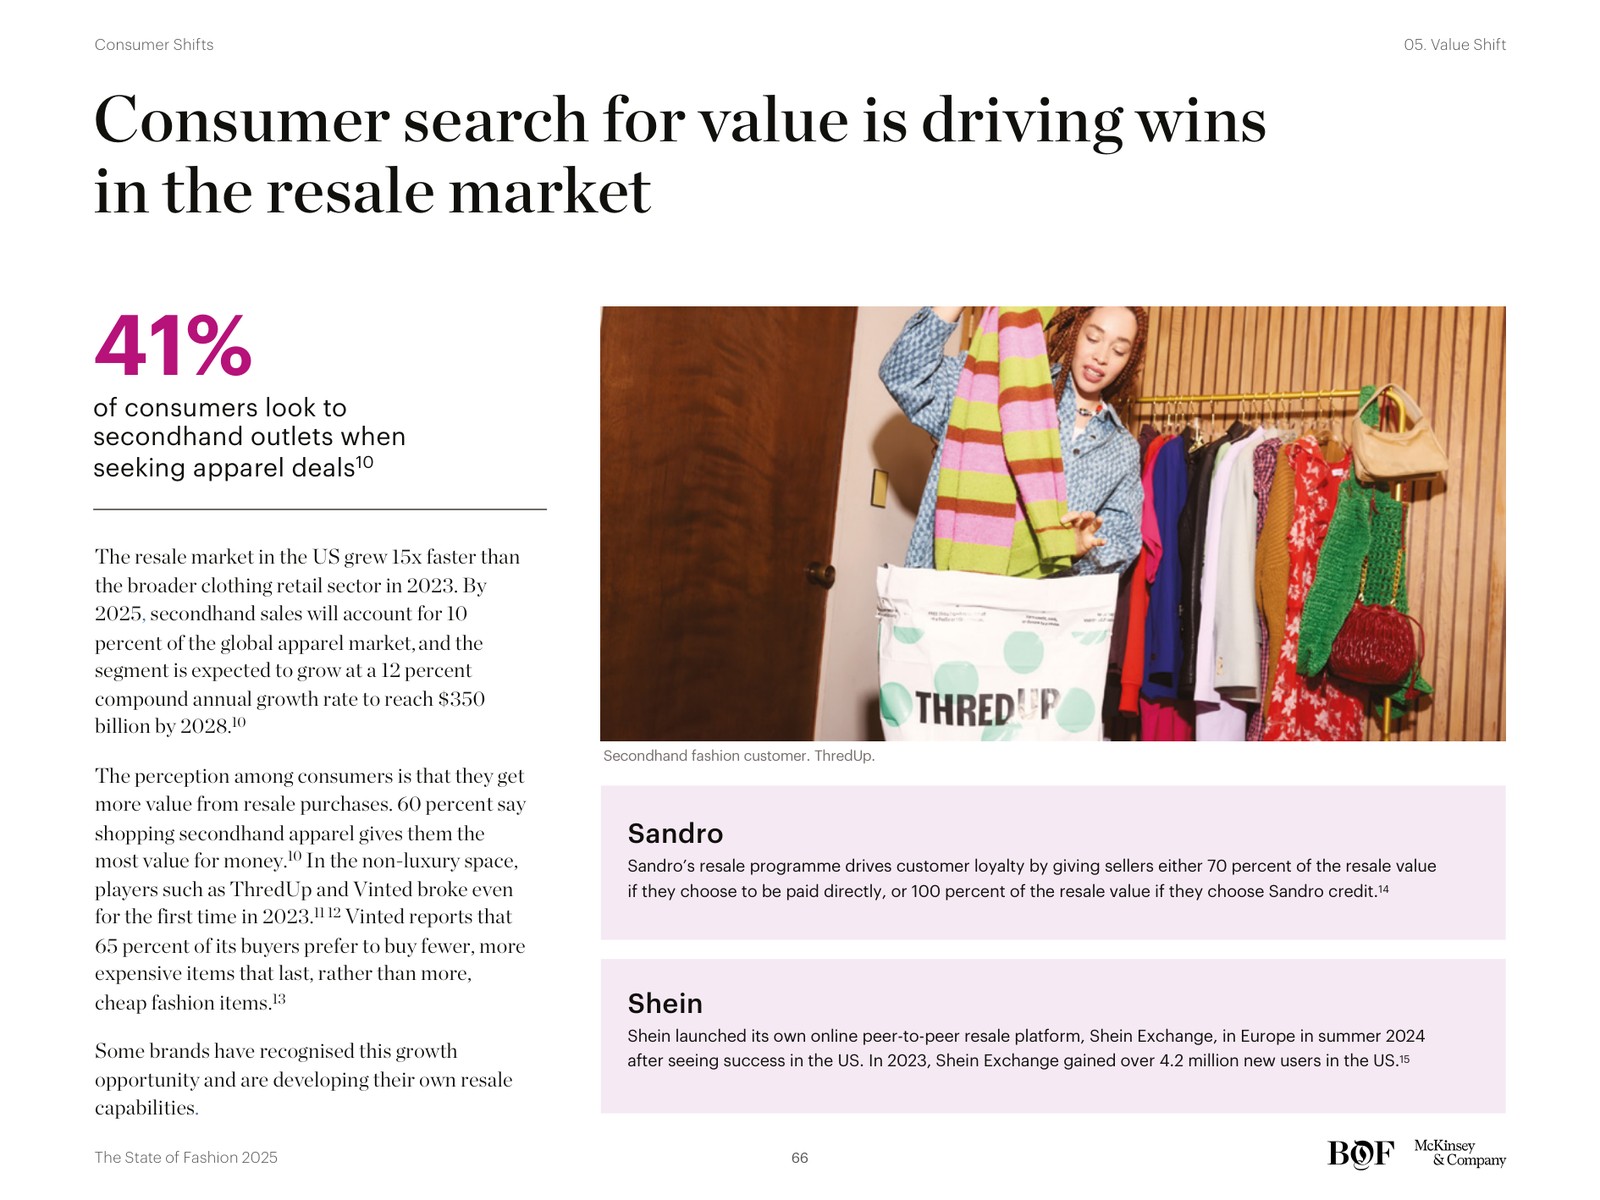 Consumer Shifts
05. Value Shift
Consumer search for value is driving wins
in the resale market
41%
of consumers look to
secondhand outlets when
seeking apparel deals¹⁰
The resale market in the US grew 15x faster than
the broader clothing retail sector in 2023. By
2025, secondhand sales will account for 10
percent of the global apparel market, and the
segment is expected to grow at a 12 percent
compound annual growth rate to reach $350
billion by 2028.¹⁰
The perception among consumers is that they get
more value from resale purchases. 60 percent say
shopping secondhand apparel gives them the
most value for money.¹⁰ In the non-luxury space,
players such as ThredUp and Vinted broke even
for the first time in 2023.¹¹ ¹² Vinted reports that
65 percent of its buyers prefer to buy fewer, more
expensive items that last, rather than more,
cheap fashion items.¹³
Some brands have recognised this growth
opportunity and are developing their own resale
capabilities.
THREDUP
Secondhand fashion customer. ThredUp.
Sandro
Sandro's resale programme drives customer loyalty by giving sellers either 70 percent of the resale value
if they choose to be paid directly, or 100 percent of the resale value if they choose Sandro credit.¹⁴
Shein
Shein launched its own online peer-to-peer resale platform, Shein Exchange, in Europe in summer 2024
after seeing success in the US. In 2023, Shein Exchange gained over 4.2 million new users in the US.¹⁵
The State of Fashion 2025
66
BOF
McKinsey
& Company